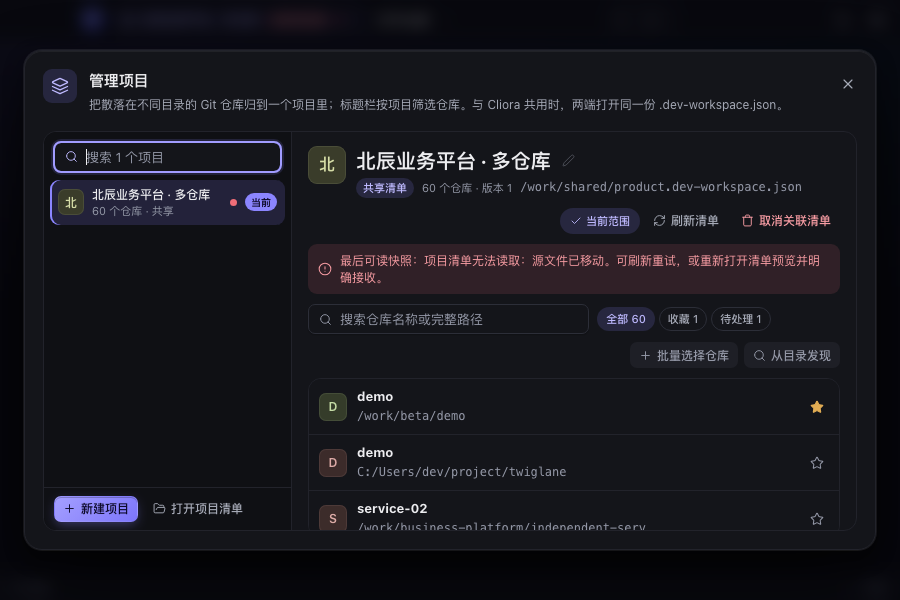 管理项目
把散落在不同目录的 Git 仓库归到一个项目里；标题栏按项目筛选仓库。与 Cliora 共用时，两端打开同一份 .dev-workspace.json。
搜索 1 个项目
北
北辰业务平台 · 多仓库
60 个仓库 · 共享
当前
新建项目
打开项目清单
北
北辰业务平台 · 多仓库
共享清单
60 个仓库 · 版本 1
/work/shared/product.dev-workspace.json
当前范围
刷新清单
取消关联清单
最后可读快照：项目清单无法读取：源文件已移动。可刷新重试，或重新打开清单预览并明
确接收。
搜索仓库名称或完整路径
全部 60
收藏 1
待处理 1
批量选择仓库
从目录发现
D
demo
/work/beta/demo
D
demo
C:/Users/dev/project/twiglane
S
service-02
/work/business-platform/independent-serv